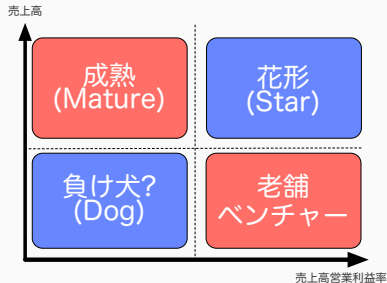 売上高
成熟
(Mature)
花形
(Star)
負け犬?
(Dog)
老舗
ベンチャー
売上高営業利益率